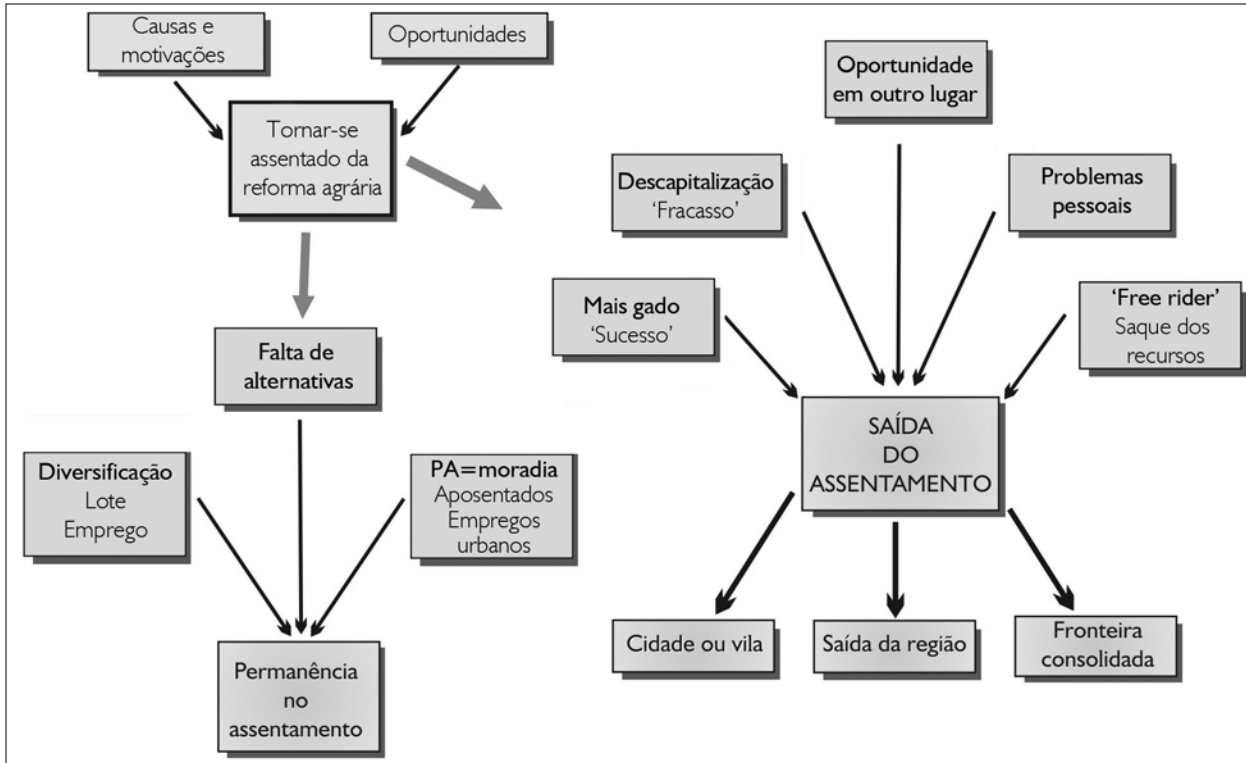 Causas e
motivações
Oportunidades
Tornar-se
assentado da
reforma agrária
Falta de
alternativas
Diversificação
Lote
Emprego
PA=moradia
Aposentados
Empregos
urbanos
Permanência
no
assentamento
Oportunidade
em outro lugar
Descapitalização
‘Fracasso’
Problemas
pessoais
Mais gado
‘Sucesso’
‘Free rider’
Saque dos
recursos
SAÍDA
DO
ASSENTAMENTO
Cidade ou vila
Saída da região
Fronteira
consolidada